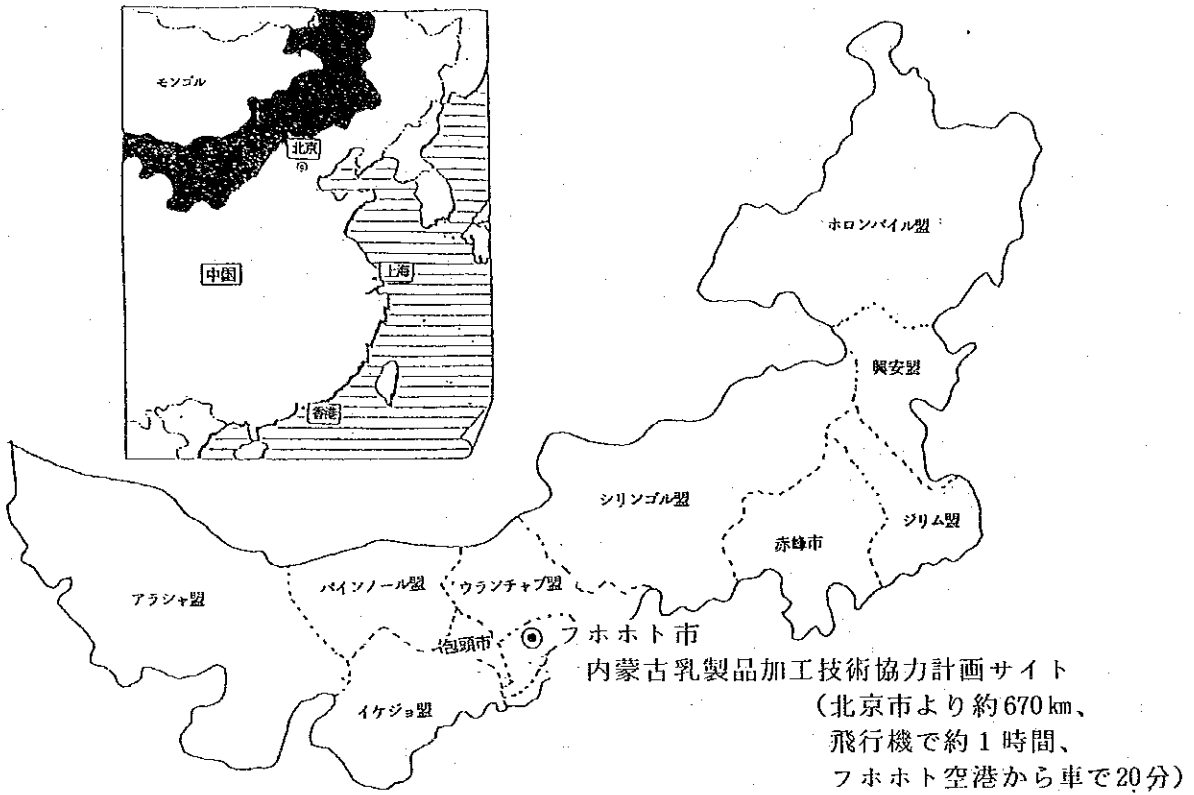 モンゴル
北京
中国
上海
香港
ホロンバイル盟
興安盟
シリンゴル盟
ジリム盟
赤峰市
アラシャ盟
バインノール盟
ウランチャブ盟
包頭市
フホホト市
イケジョ盟
内蒙古乳製品加工技術協力計画サイト
(北京市より約670km、
飛行機で約1時間、
フホホト空港から車で20分)